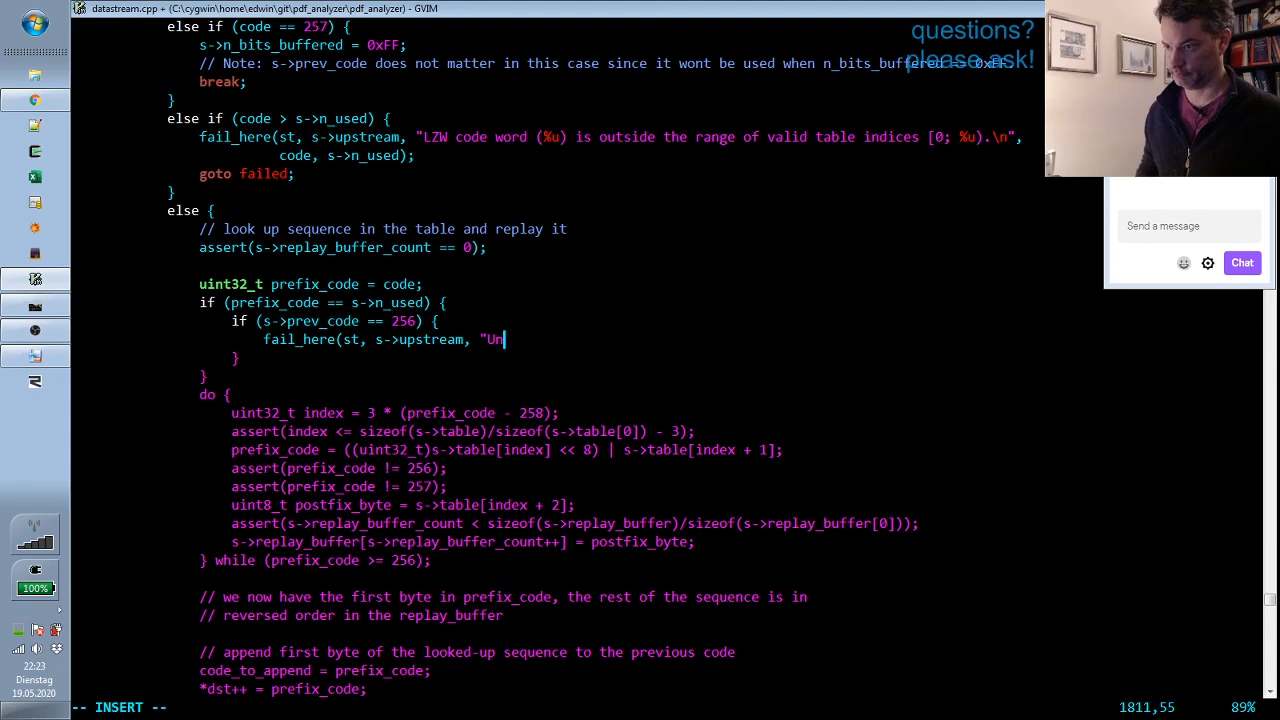 datastream.cpp + (C:\cygwin\home\edwin\git\pdf_analyzer\pdf_analyzer) - GVIM
else if (code == 257) {
s->n_bits_buffered = 0xFF;
// Note: s->prev_code does not matter in this case since it wont be used when n_bits_buffered == 0xFF
break;
}
else if (code > s->n_used) {
fail_here(st, s->upstream, "LZW code word (%u) is outside the range of valid table indices [0; %u).\n",
code, s->n_used);
goto failed;
}
else {
// look up sequence in the table and replay it
assert(s->replay_buffer_count == 0);
uint32_t prefix_code = code;
if (prefix_code == s->n_used) {
if (s->prev_code == 256) {
fail_here(st, s->upstream, "Un
}
}
do {
uint32_t index = 3 * (prefix_code - 258);
assert(index <= sizeof(s->table)/sizeof(s->table[0]) - 3);
prefix_code = ((uint32_t)s->table[index] << 8) | s->table[index + 1];
assert(prefix_code != 256);
assert(prefix_code != 257);
uint8_t postfix_byte = s->table[index + 2];
assert(s->replay_buffer_count < sizeof(s->replay_buffer)/sizeof(s->replay_buffer[0]));
s->replay_buffer[s->replay_buffer_count++] = postfix_byte;
} while (prefix_code >= 256);
// we now have the first byte in prefix_code, the rest of the sequence is in
// reversed order in the replay_buffer
// append first byte of the looked-up sequence to the previous code
code_to_append = prefix_code;
*dst++ = prefix_code;
-- INSERT --
1811,55
89%
questions?
please ask!
Send a message
Chat
100%
22:23
Dienstag
19.05.2020